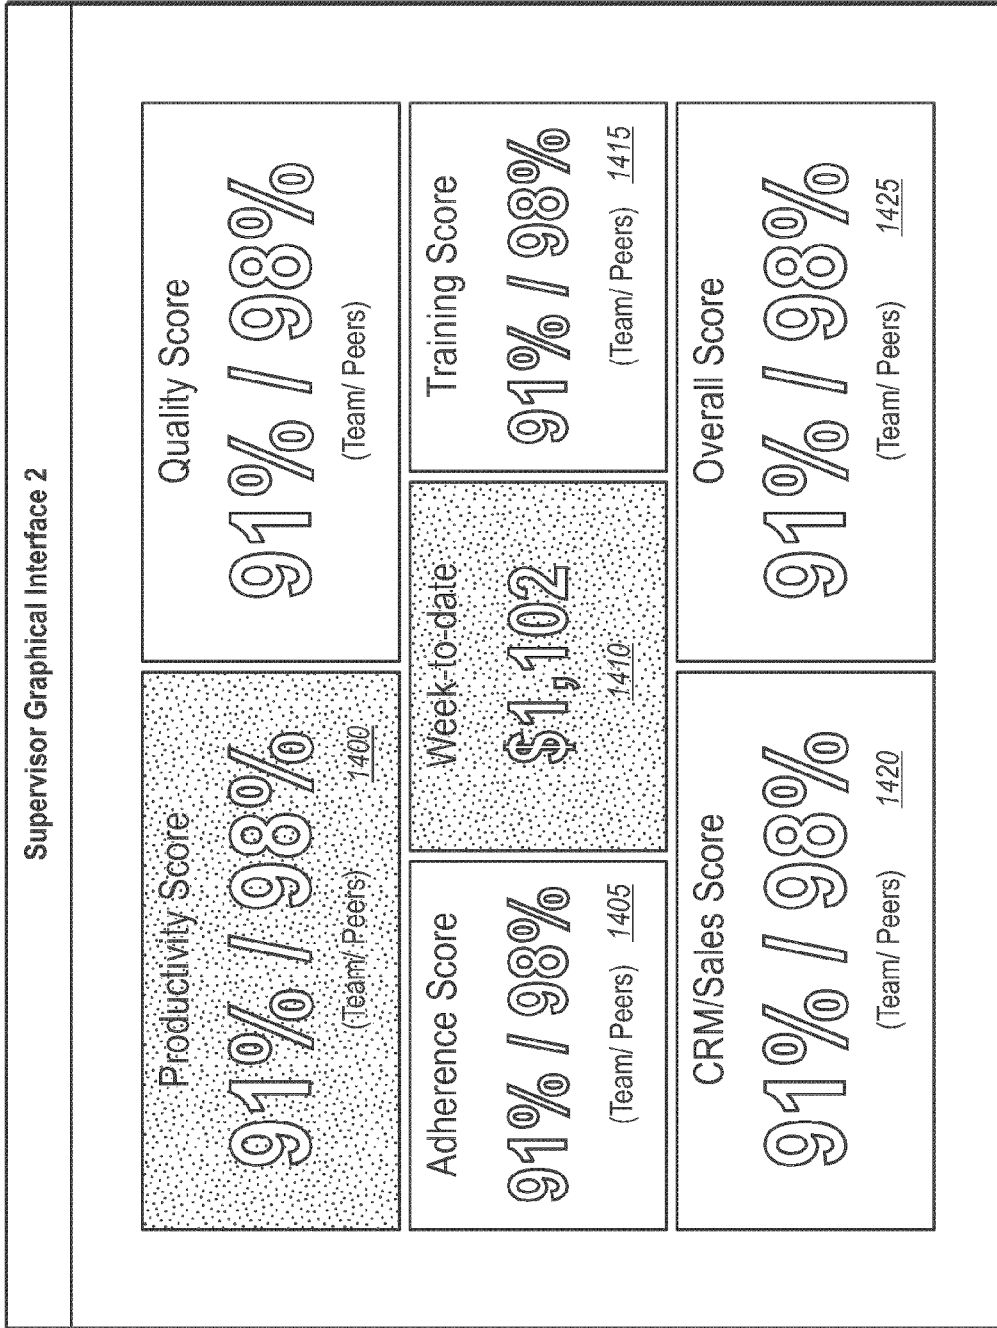 Supervisor Graphical Interface 2
Productivity Score
91% / 98%
(Team/ Peers)
1400
Quality Score
91% / 98%
(Team/ Peers)
Adherence Score
91% / 98%
(Team/ Peers)
1405
Week-to-date
$1,102
1410
Training Score
91% / 98%
(Team/ Peers)
1415
CRM/Sales Score
91% / 98%
(Team/ Peers)
1420
Overall Score
91% / 98%
(Team/ Peers)
1425